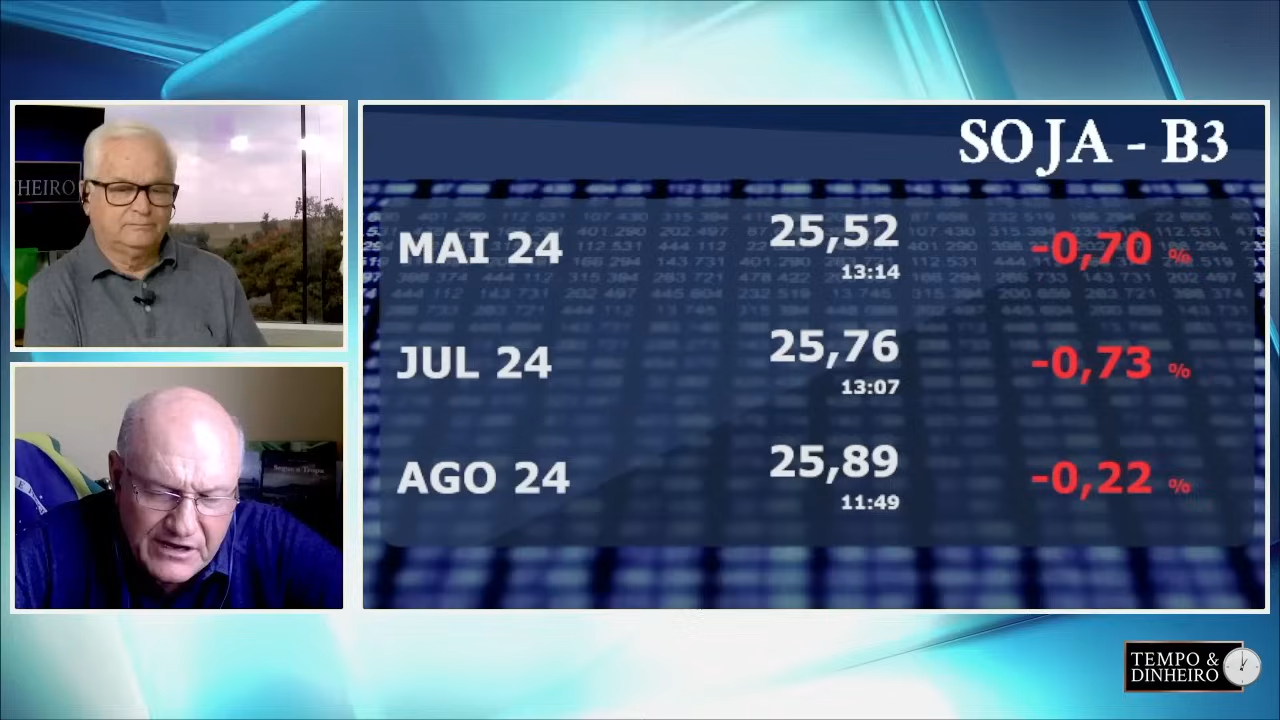 HEIRO
SOJA - B3
MAI 24
25,52
13:14
-0,70 %
JUL 24
25,76
13:07
-0,73 %
AGO 24
25,89
11:49
-0,22 %
TEMPO &
DINHEIRO